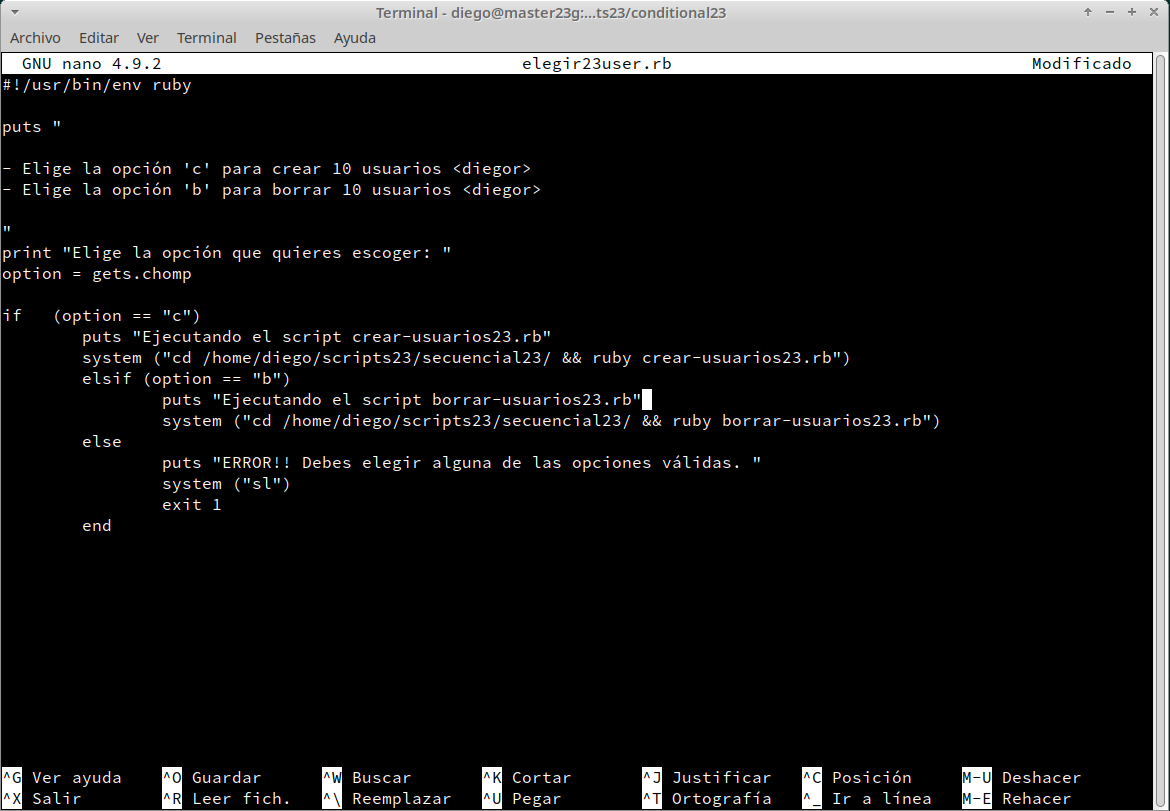 Terminal - diego@master23g:...ts23/conditional23
Archivo Editar Ver Terminal Pestañas Ayuda
GNU nano 4.9.2 elegir23user.rb Modificado
#!/usr/bin/env ruby
puts "
- Elige la opción 'c' para crear 10 usuarios <diegor>
- Elige la opción 'b' para borrar 10 usuarios <diegor>
"
print "Elige la opción que quieres escoger: "
option = gets.chomp
if   (option == "c")
        puts "Ejecutando el script crear-usuarios23.rb"
        system ("cd /home/diego/scripts23/secuencial23/ && ruby crear-usuarios23.rb")
        elsif (option == "b")
                puts "Ejecutando el script borrar-usuarios23.rb"
                system ("cd /home/diego/scripts23/secuencial23/ && ruby borrar-usuarios23.rb")
        else
                puts "ERROR!! Debes elegir alguna de las opciones válidas. "
                system ("sl")
                exit 1
        end
^G Ver ayuda ^O Guardar ^W Buscar ^K Cortar ^J Justificar ^C Posición M-U Deshacer
^X Salir ^R Leer fich. ^\ Reemplazar ^U Pegar ^T Ortografía ^_ Ir a línea M-E Rehacer